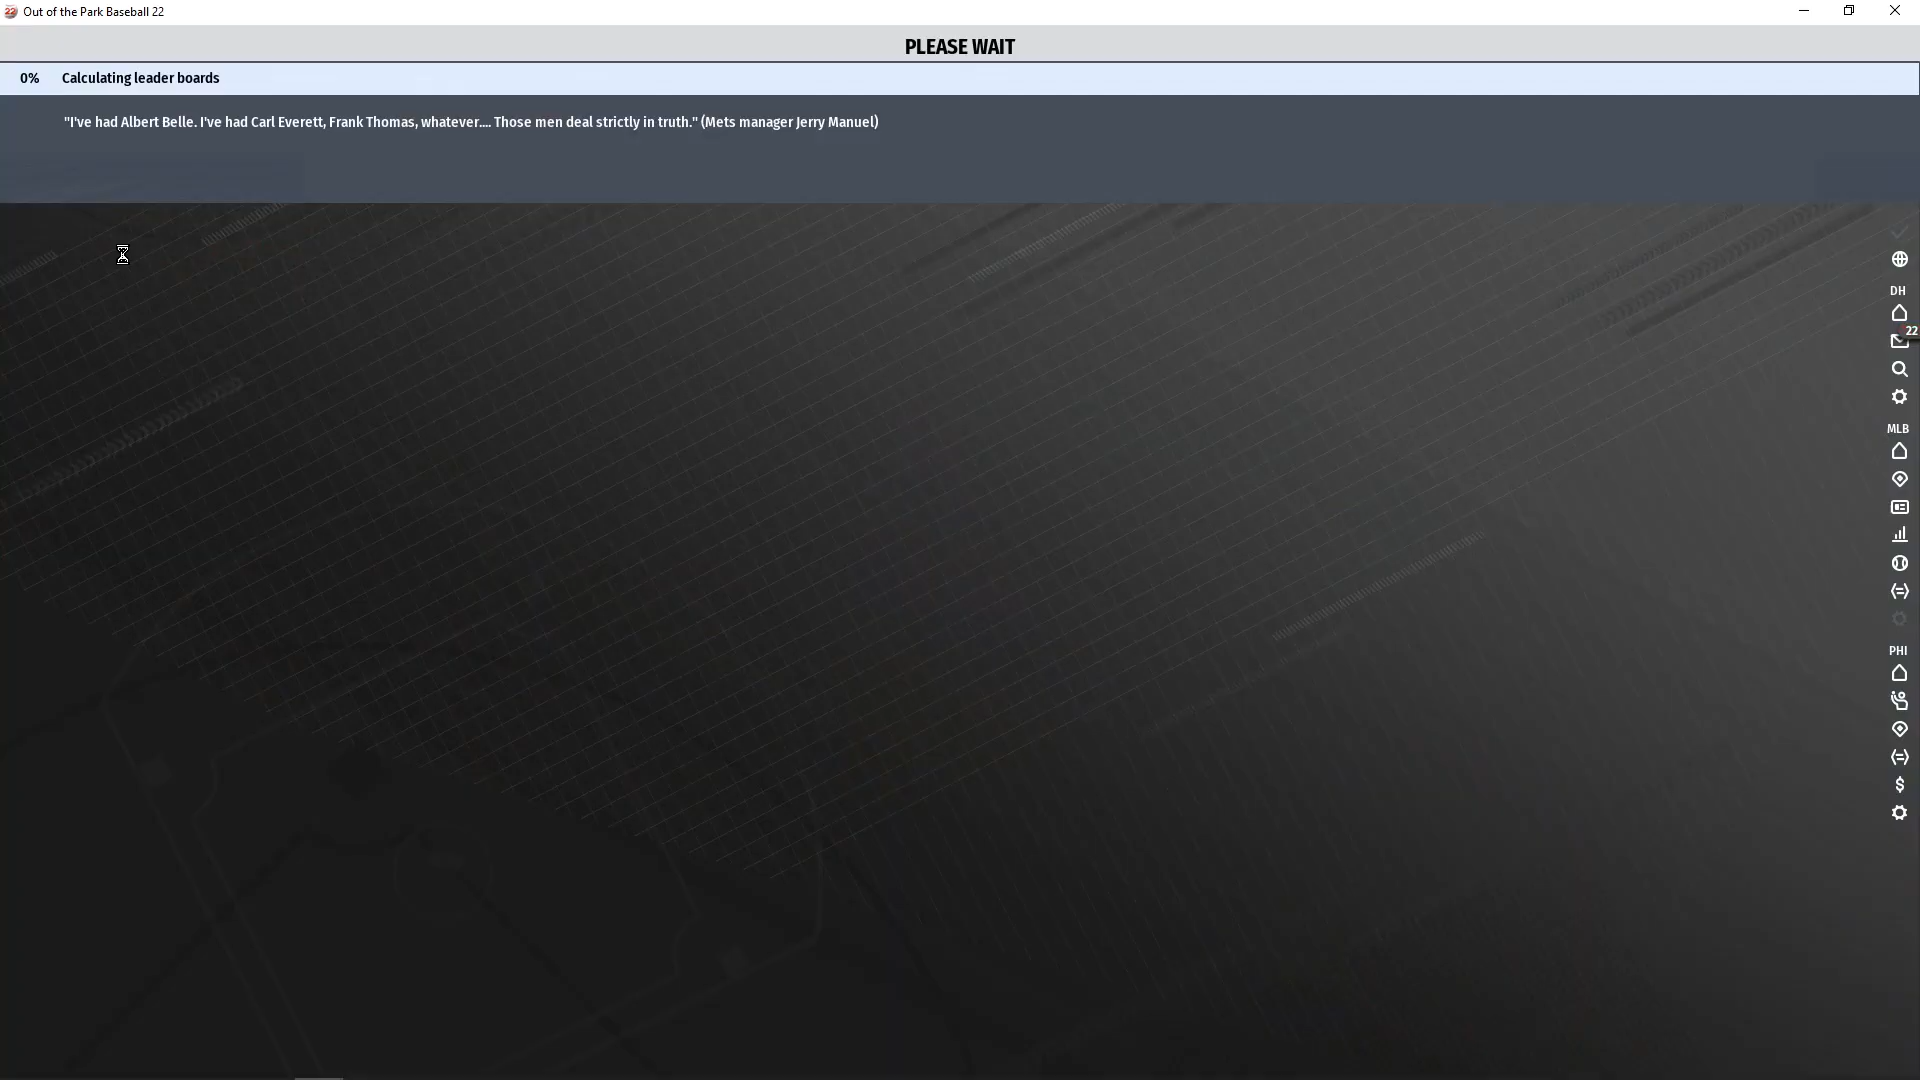 22 Out of the Park Baseball 22
PLEASE WAIT
0% Calculating leader boards
"I've had Albert Belle. I've had Carl Everett, Frank Thomas, whatever.... Those men deal strictly in truth." (Mets manager Jerry Manuel)
DH
22
MLB
PHI
$